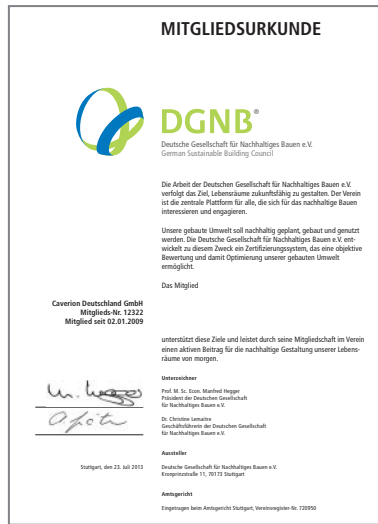 MITGLIEDSURKUNDE
DGNB®
Deutsche Gesellschaft für Nachhaltiges Bauen e.V.
German Sustainable Building Council
Die Arbeit der Deutschen Gesellschaft für Nachhaltiges Bauen e.V.
verfolgt das Ziel, Lebensräume zukunftsfähig zu gestalten. Der Verein
ist die zentrale Plattform für alle, die sich für das nachhaltige Bauen
interessieren und engagieren.
Unsere gebaute Umwelt soll nachhaltig geplant, gebaut und genutzt
werden. Die Deutsche Gesellschaft für Nachhaltiges Bauen e.V. ent-
wickelt zu diesem Zweck ein Zertifizierungssystem, das eine objektive
Bewertung und damit Optimierung unserer gebauten Umwelt
ermöglicht.
Das Mitglied
Caverion Deutschland GmbH
Mitglieds-Nr. 12322
Mitglied seit 02.01.2009
unterstützt diese Ziele und leistet durch seine Mitgliedschaft im Verein
einen aktiven Beitrag für die nachhaltige Gestaltung unserer Lebens-
räume von morgen.
Unterzeichner
Prof. M. Sc. Econ. Manfred Hegger
Präsident der Deutschen Gesellschaft
für Nachhaltiges Bauen e.V.
Dr. Christine Lemaitre
Geschäftsführerin der Deutschen Gesellschaft
für Nachhaltiges Bauen e.V.
Aussteller
Stuttgart, den 23. Juli 2013
Deutsche Gesellschaft für Nachhaltiges Bauen e.V.
Kronprinzstraße 11, 70173 Stuttgart
Amtsgericht
Eingetragen beim Amtsgericht Stuttgart, Vereinsregister-Nr. 720950